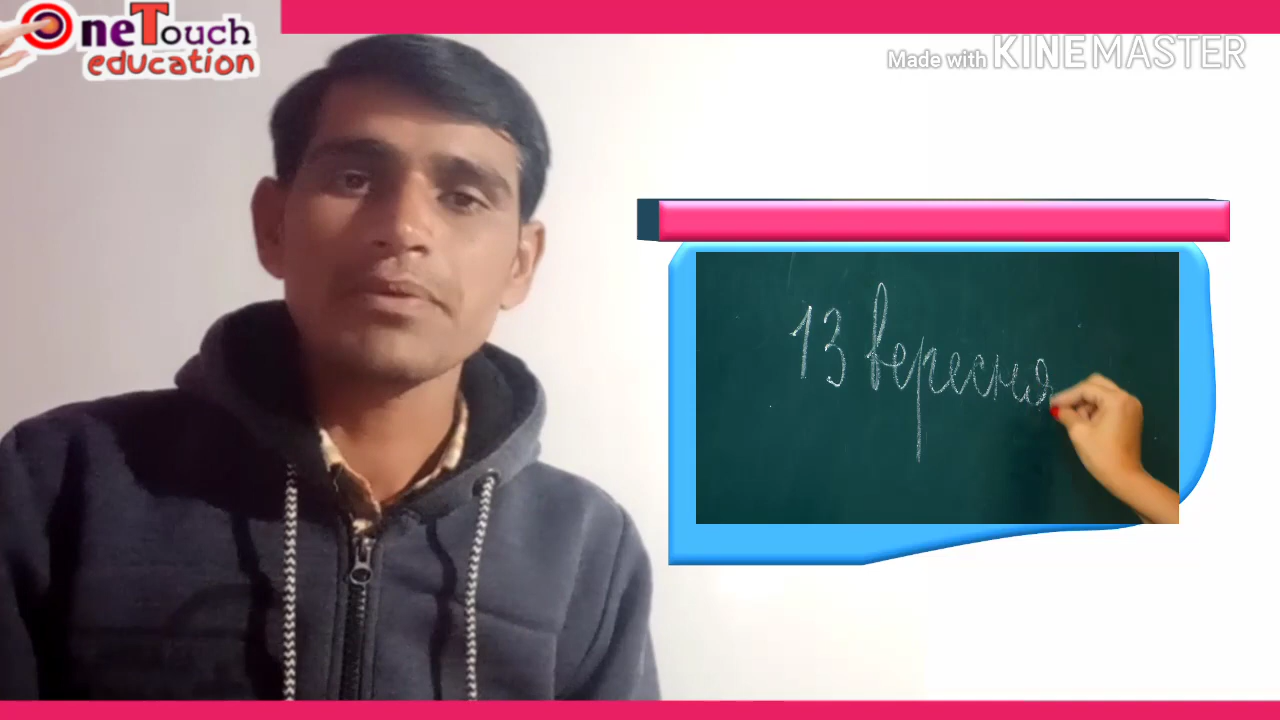 OneTouch
education
Made with KINEMASTER
13 вересня